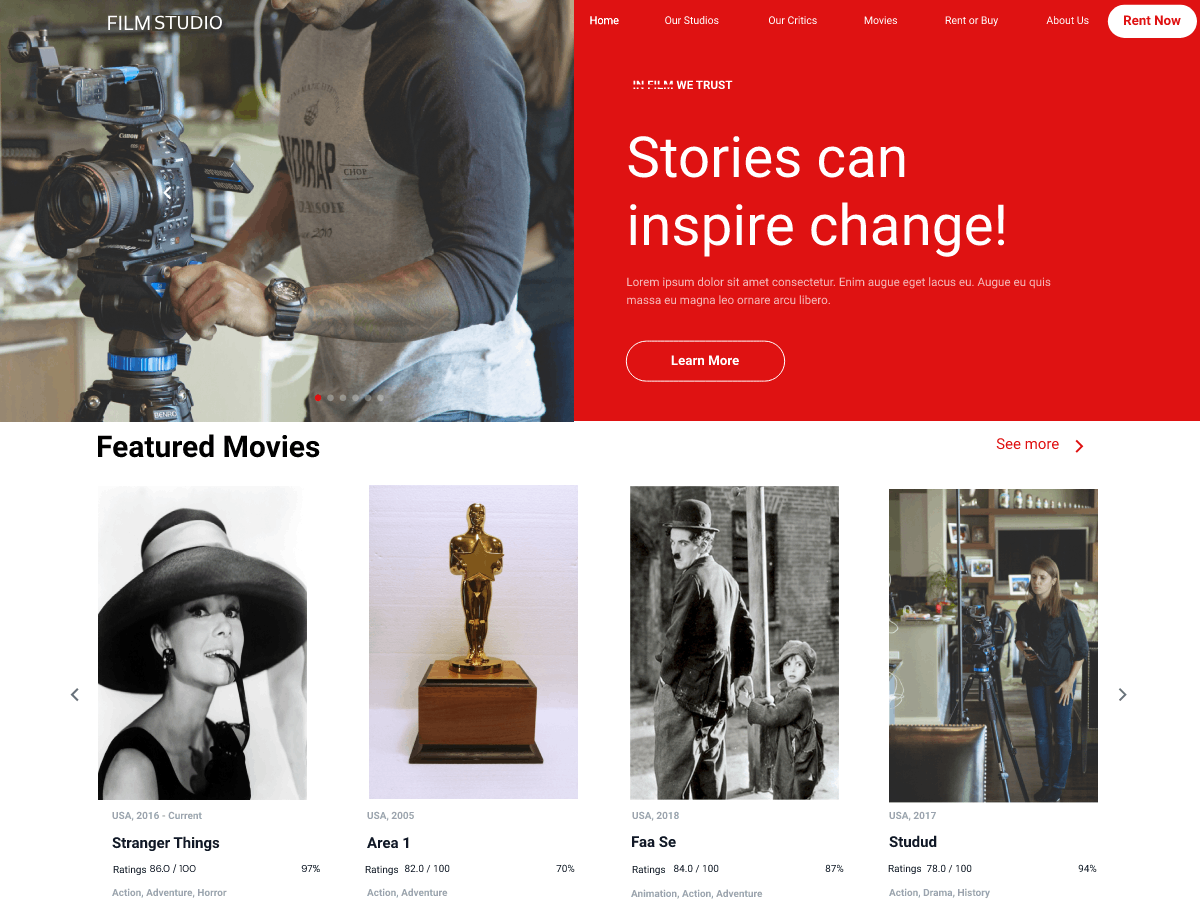 FILM STUDIO
Home
Our Studios
Our Critics
Movies
Rent or Buy
About Us
Rent Now
IN FILM WE TRUST
Stories can
inspire change!
Lorem ipsum dolor sit amet consectetur. Enim augue eget lacus eu. Augue eu quis
massa eu magna leo ornare arcu libero.
Learn More
Canon
CHOP
BENRO
Featured Movies
See more
USA, 2016 - Current
Stranger Things
Ratings 86.0 / 100
97%
Action, Adventure, Horror
USA, 2005
Area 1
Ratings 82.0 / 100
70%
Action, Adventure
USA, 2018
Faa Se
Ratings 84.0 / 100
87%
Animation, Action, Adventure
USA, 2017
Studud
Ratings 78.0 / 100
94%
Action, Drama, History